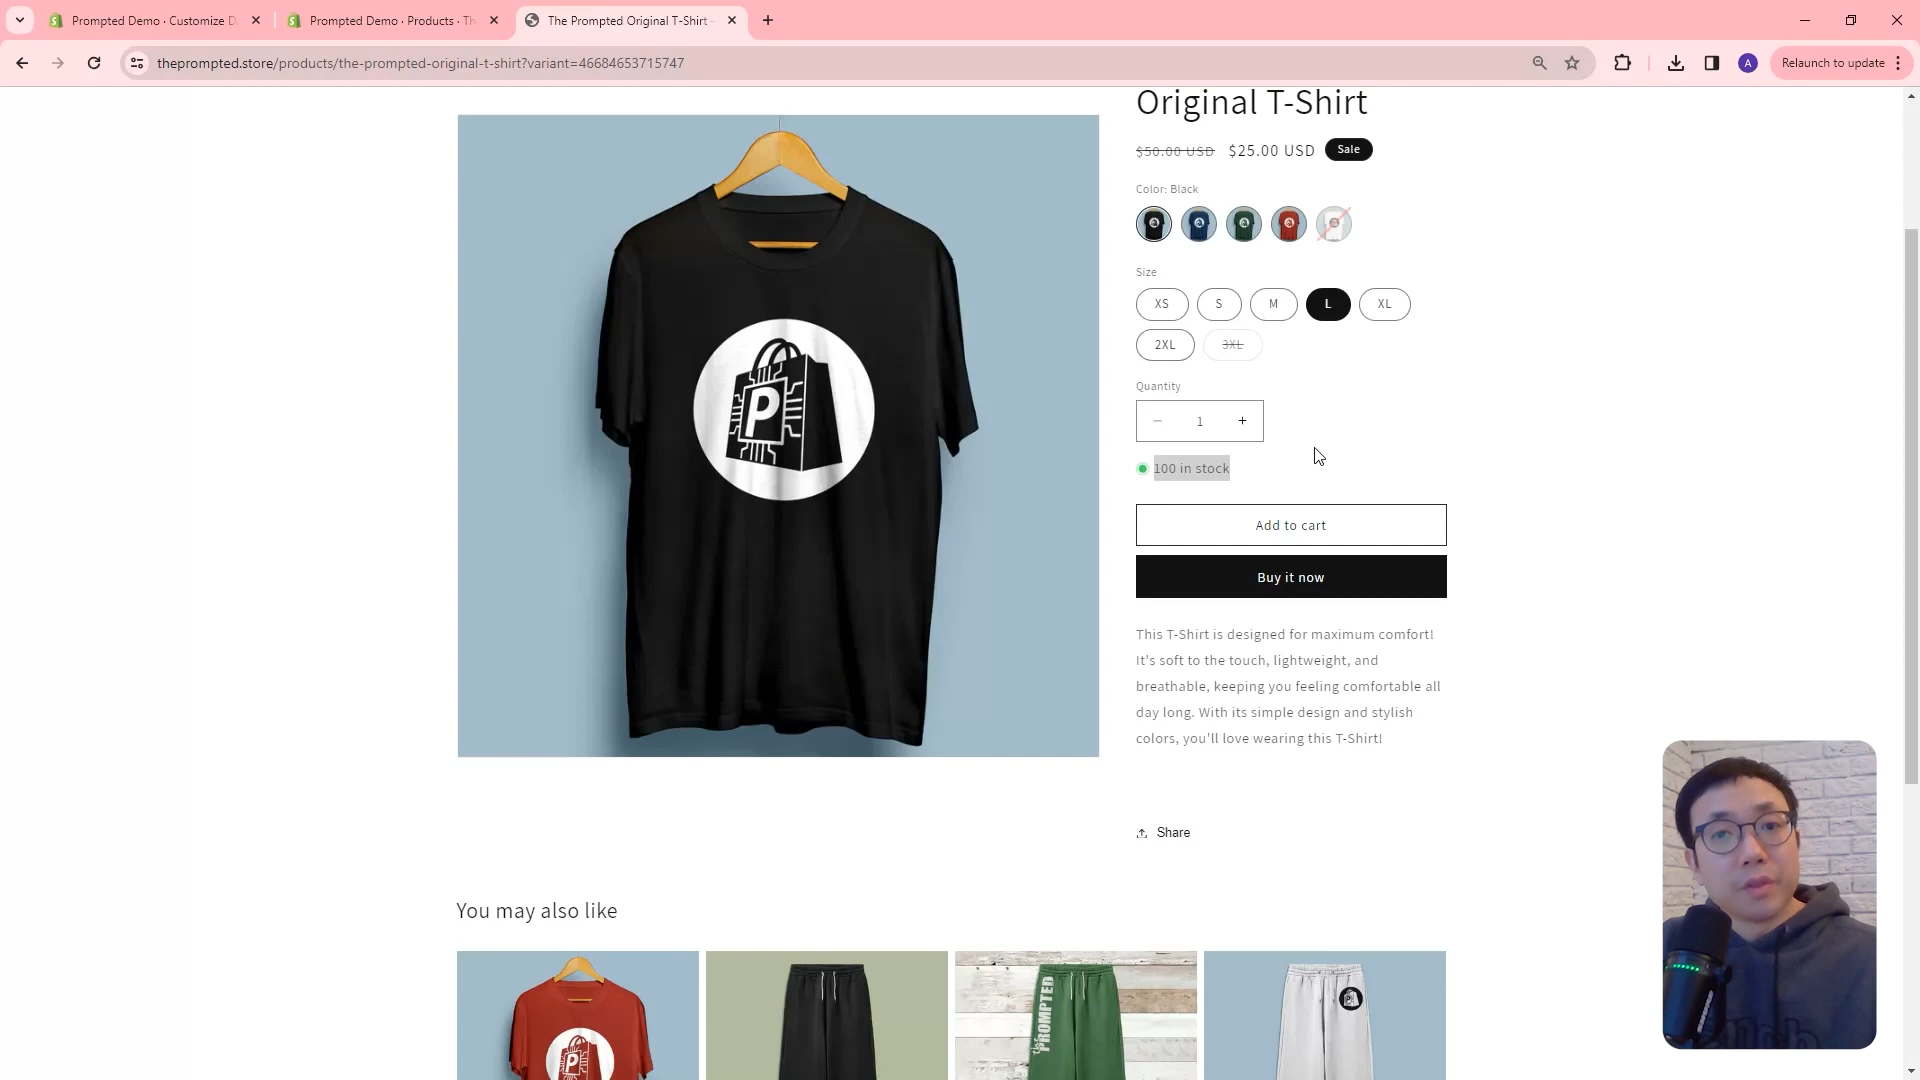 Prompted Demo · Customize D
Prompted Demo · Products · Th
The Prompted Original T-Shirt –
theprompted.store/products/the-prompted-original-t-shirt?variant=46684653715747
A
Relaunch to update
Original T-Shirt
$50.00 USD $25.00 USD Sale
Color: Black
Size
XS S M L XL
2XL 3XL
Quantity
− 1 +
100 in stock
Add to cart
Buy it now
This T-Shirt is designed for maximum comfort!
It's soft to the touch, lightweight, and
breathable, keeping you feeling comfortable all
day long. With its simple design and stylish
colors, you'll love wearing this T-Shirt!
Share
You may also like
P
P
the PROMPTED
P